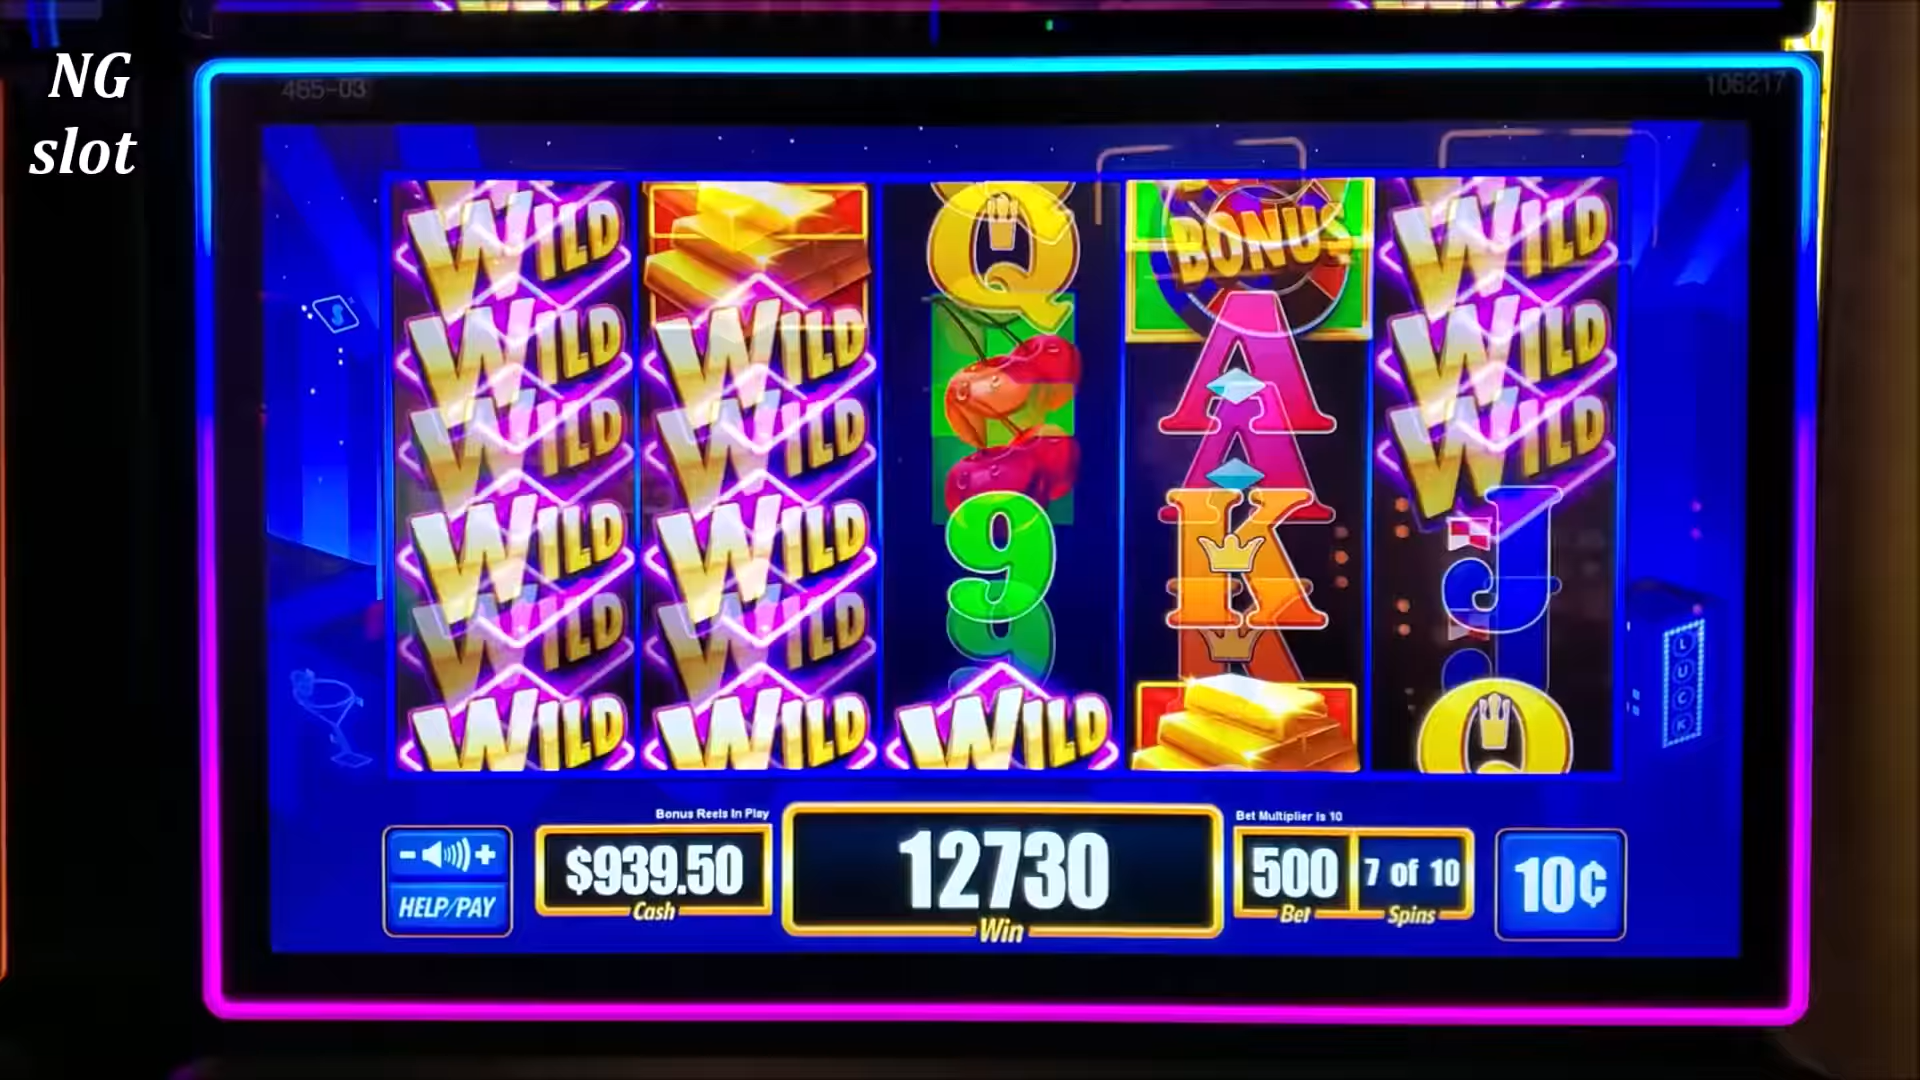 NG
slot
465-03
106217
WILD
Q
BONUS
WILD
WILD
WILD
A
WILD
WILD
WILD
A
WILD
WILD
WILD
9
K
J
WILD
WILD
9
K
WILD
WILD
WILD
Q
$
L
U
C
K
Bonus Reels In Play
Bet Multiplier Is 10
- +
HELP/PAY
$939.50
Cash
12730
Win
500
Bet
7 of 10
Spins
10¢